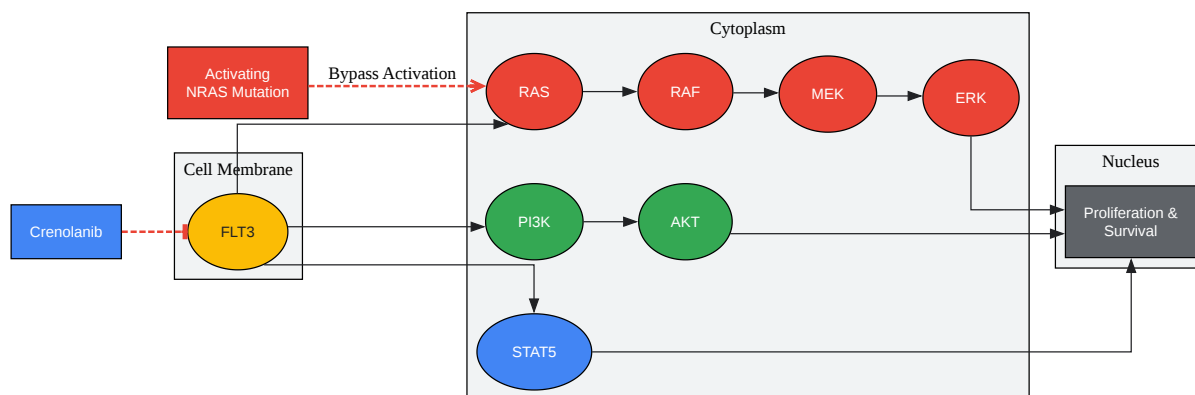 Cytoplasm
Activating
NRAS Mutation
Bypass Activation
RAS
RAF
MEK
ERK
Cell Membrane
Nucleus
Crenolanib
FLT3
PI3K
AKT
Proliferation &
Survival
STAT5